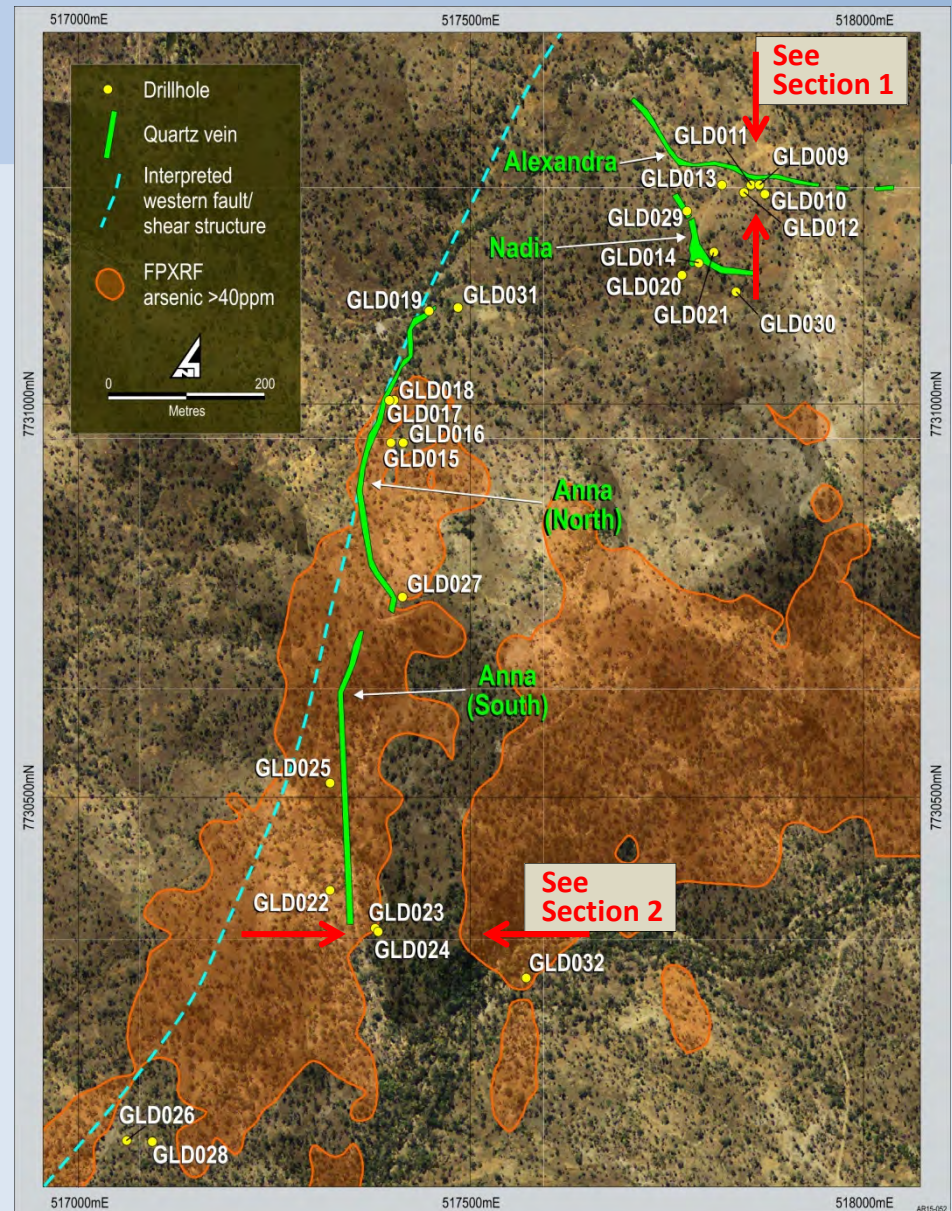 517000mE
517500mE
518000mE
Drillhole
Quartz vein
Interpreted
western fault/
shear structure
FPXRF
arsenic >40ppm
N
0
200
Metres
See
Section 1
GLD011
GLD009
Alexandra
GLD013
GLD010
GLD012
GLD029
Nadia
GLD014
GLD020
GLD021
GLD030
GLD019
GLD031
7731000mN
7731000mN
GLD018
GLD017
GLD016
GLD015
Anna
(North)
GLD027
Anna
(South)
GLD025
7730500mN
7730500mN
GLD022
See
Section 2
GLD023
GLD024
GLD032
GLD026
GLD028
517000mE
517500mE
518000mE
AR15-052